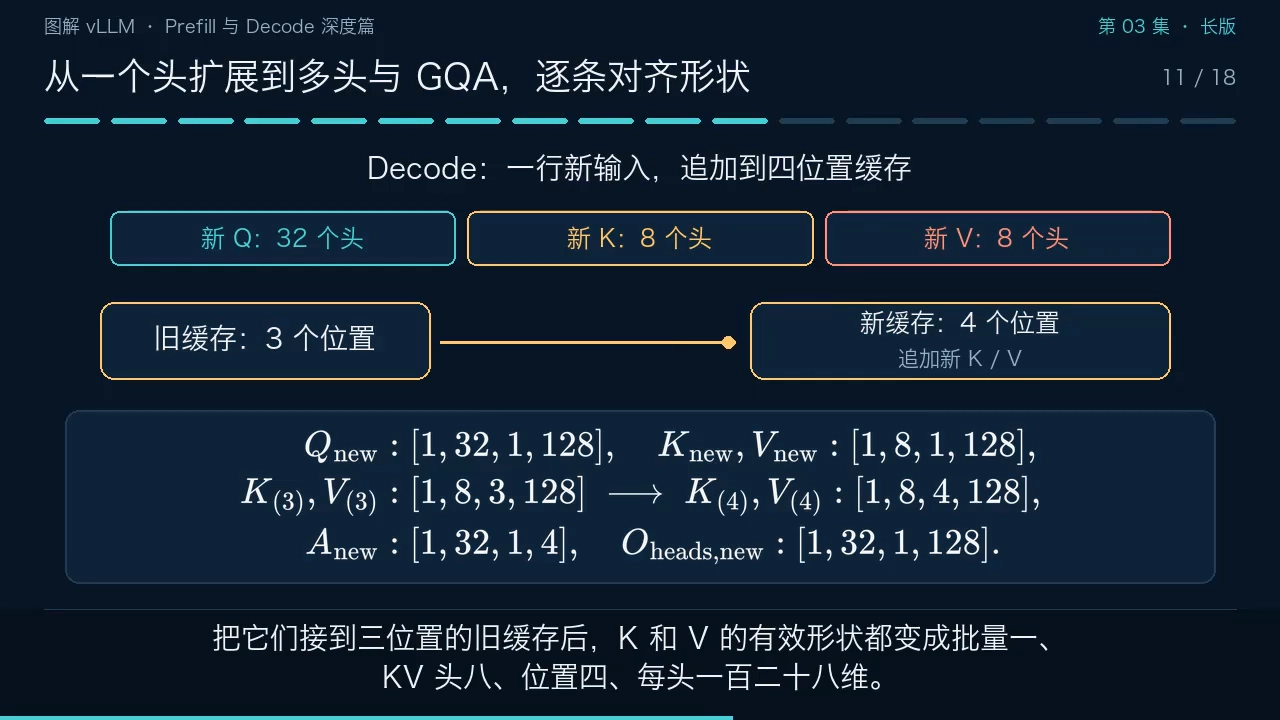 图解 vLLM · Prefill 与 Decode 深度篇
第 03 集 · 长版
从一个头扩展到多头与 GQA，逐条对齐形状
11 / 18
Decode：一行新输入，追加到四位置缓存
新 Q：32 个头
新 K：8 个头
新 V：8 个头
旧缓存：3 个位置
新缓存：4 个位置
追加新 K / V
Q_new : [1, 32, 1, 128], K_new, V_new : [1, 8, 1, 128],
K_(3), V_(3) : [1, 8, 3, 128] ⟶ K_(4), V_(4) : [1, 8, 4, 128],
A_new : [1, 32, 1, 4], O_heads,new : [1, 32, 1, 128].
把它们接到三位置的旧缓存后，K 和 V 的有效形状都变成批量一、
KV 头八、位置四、每头一百二十八维。